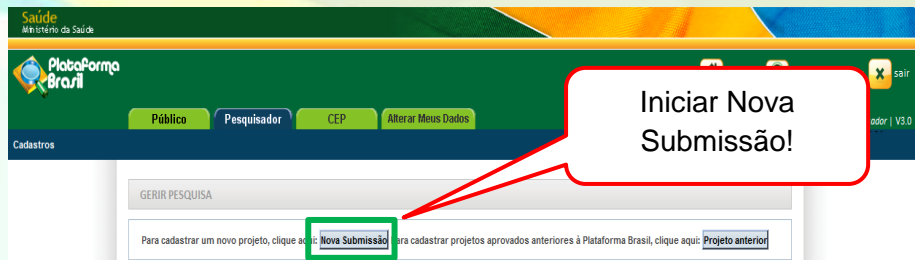 Saúde
Ministério da Saúde
Plataforma
Brasil
sair
Público Pesquisador CEP Alterar Meus Dados
V3.0
Cadastros
Iniciar Nova
Submissão!
GERIR PESQUISA
Para cadastrar um novo projeto, clique aqui: Nova Submissão Para cadastrar projetos aprovados anteriores à Plataforma Brasil, clique aqui: Projeto anterior